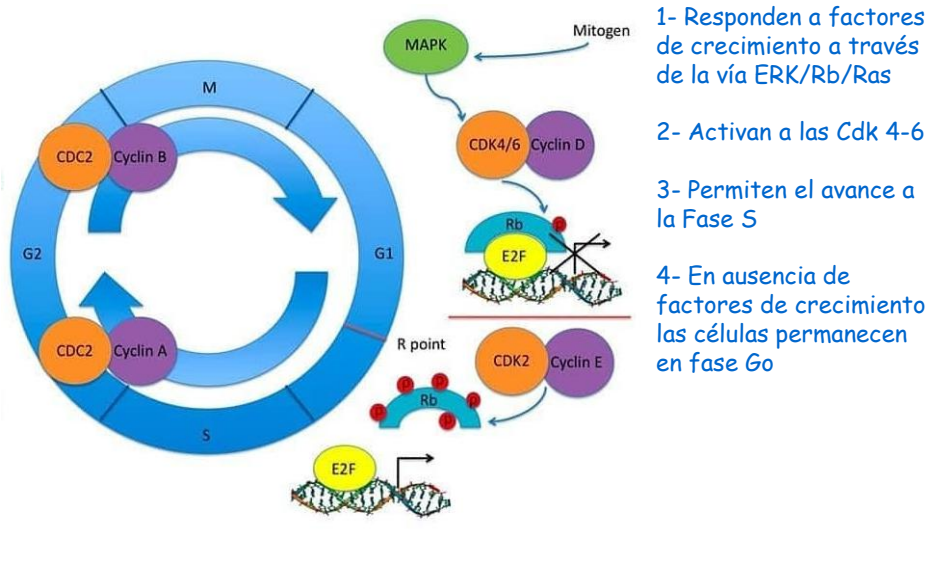 Mitogen
MAPK
CDK4/6 Cyclin D
Rb P
E2F
M
CDC2 Cyclin B
G2
G1
CDC2 Cyclin A
R point
S
CDK2 Cyclin E
P P P P P
Rb
E2F
1- Responden a factores
de crecimiento a través
de la vía ERK/Rb/Ras
2- Activan a las Cdk 4-6
3- Permiten el avance a
la Fase S
4- En ausencia de
factores de crecimiento
las células permanecen
en fase Go